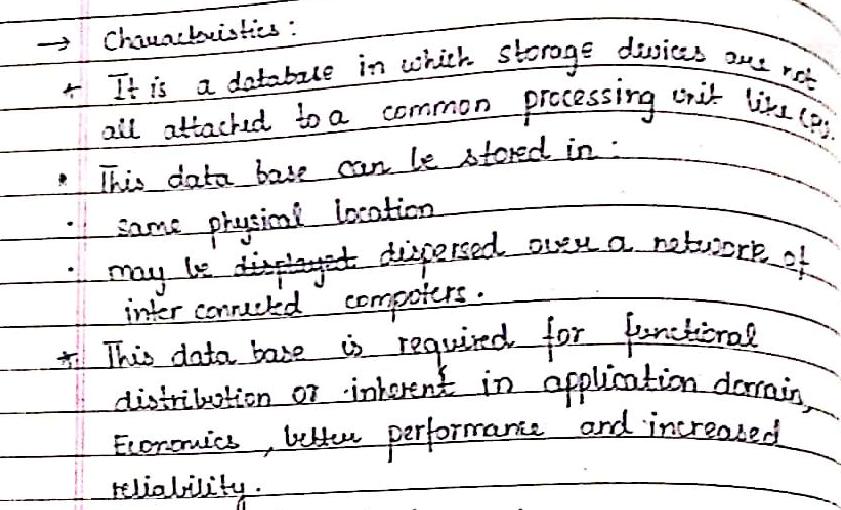 → Characteristics :
* It is a database in which storage devices are not
all attached to a common processing unit like CPU.
* This data base can be stored in :
· same physical location
· may be displayed dispersed over a network of
inter connected computers.
* This data base is required for functional
distribution or inherent in application domain,
Economics , better performance and increased
reliability.